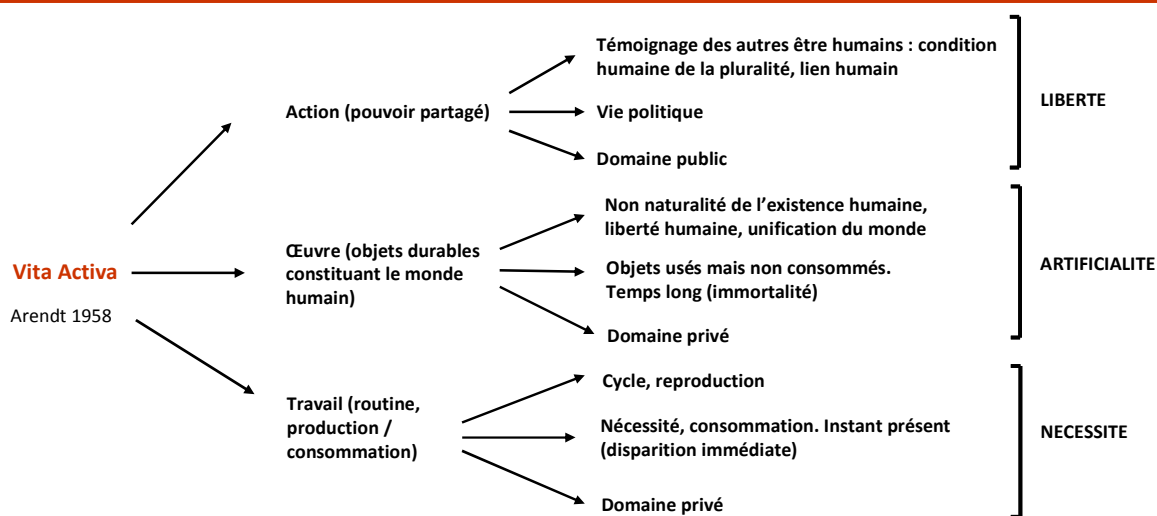 Témoignage des autres être humains : condition
humaine de la pluralité, lien humain
Action (pouvoir partagé)
Vie politique
Domaine public
LIBERTE
Vita Activa
Arendt 1958
Œuvre (objets durables
constituant le monde
humain)
Non naturalité de l’existence humaine,
liberté humaine, unification du monde
Objets usés mais non consommés.
Temps long (immortalité)
Domaine privé
ARTIFICIALITE
Travail (routine,
production /
consommation)
Cycle, reproduction
Nécessité, consommation. Instant présent
(disparition immédiate)
Domaine privé
NECESSITE